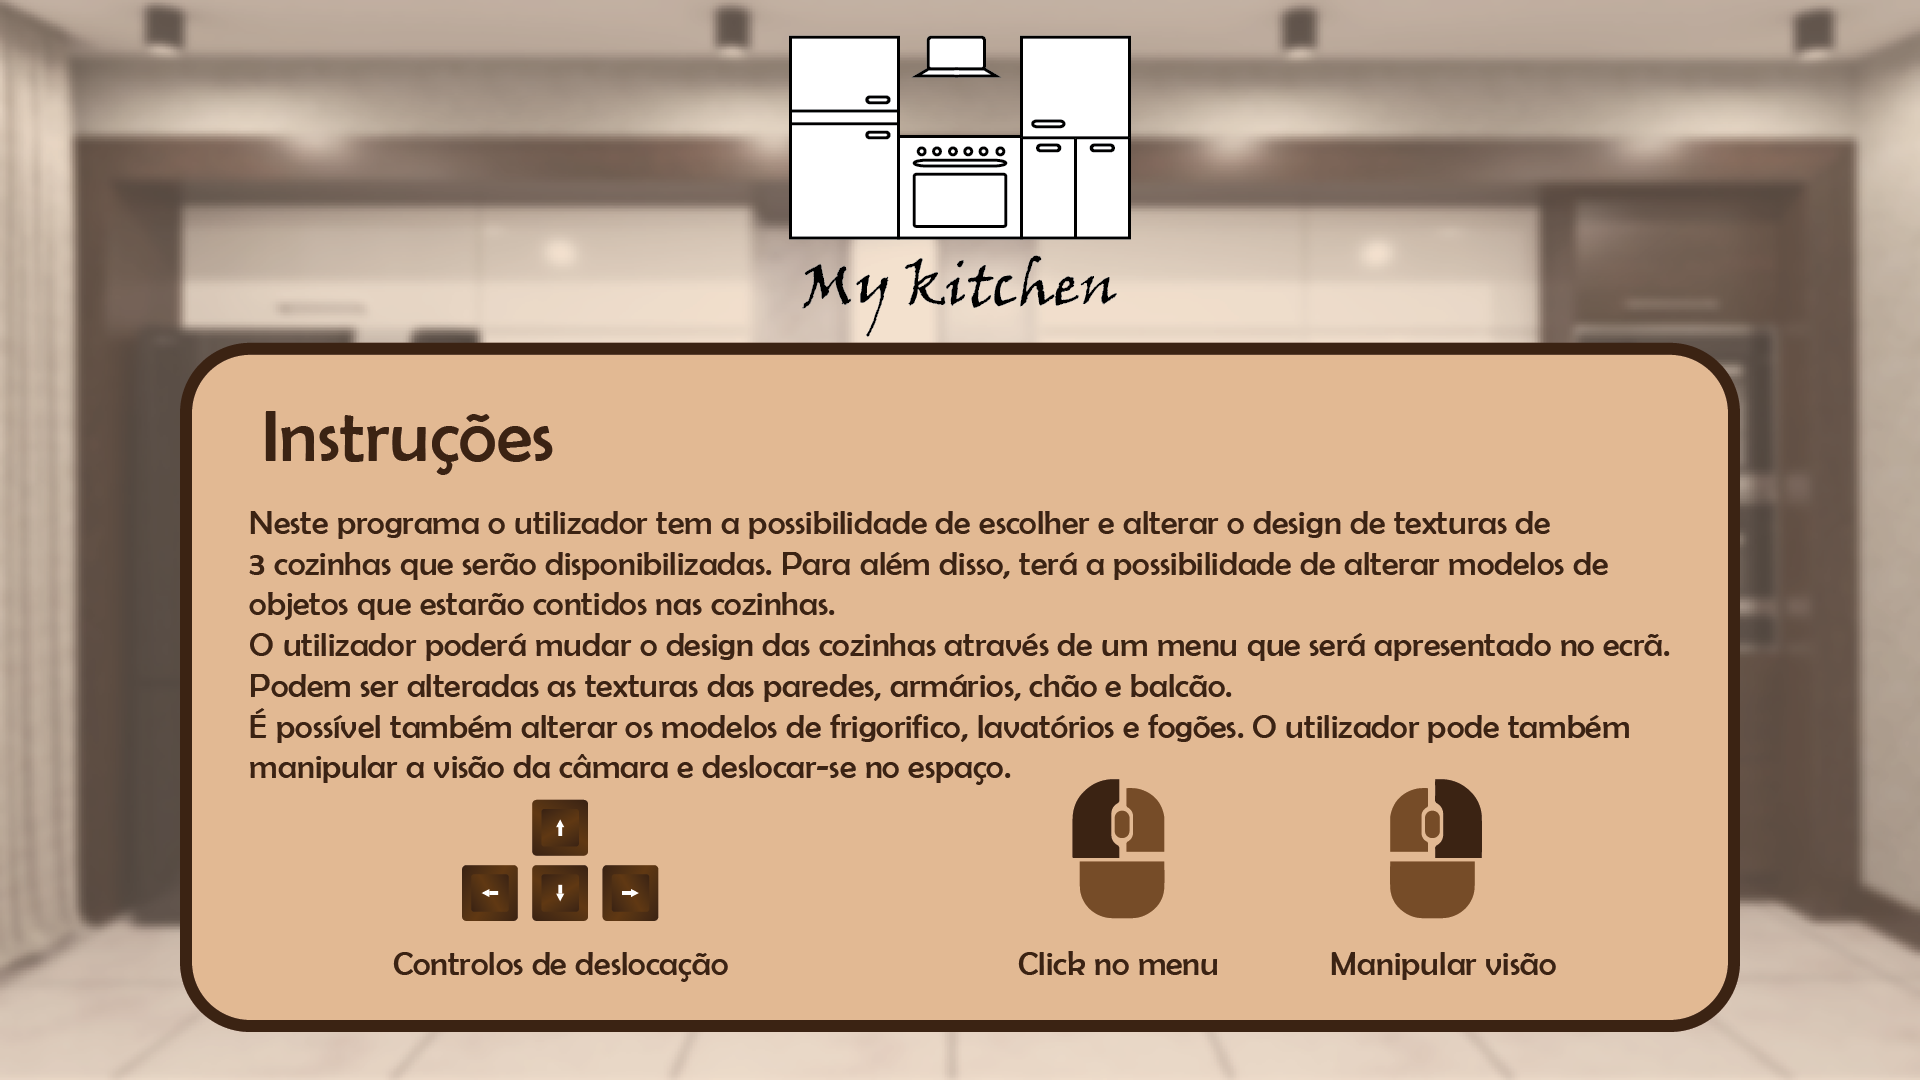 My kitchen
Instruções
Neste programa o utilizador tem a possibilidade de escolher e alterar o design de texturas de
3 cozinhas que serão disponibilizadas. Para além disso, terá a possibilidade de alterar modelos de
objetos que estarão contidos nas cozinhas.
O utilizador poderá mudar o design das cozinhas através de um menu que será apresentado no ecrã.
Podem ser alteradas as texturas das paredes, armários, chão e balcão.
É possível também alterar os modelos de frigorifico, lavatórios e fogões. O utilizador pode também
manipular a visão da câmara e deslocar-se no espaço.
Controlos de deslocação
Click no menu
Manipular visão